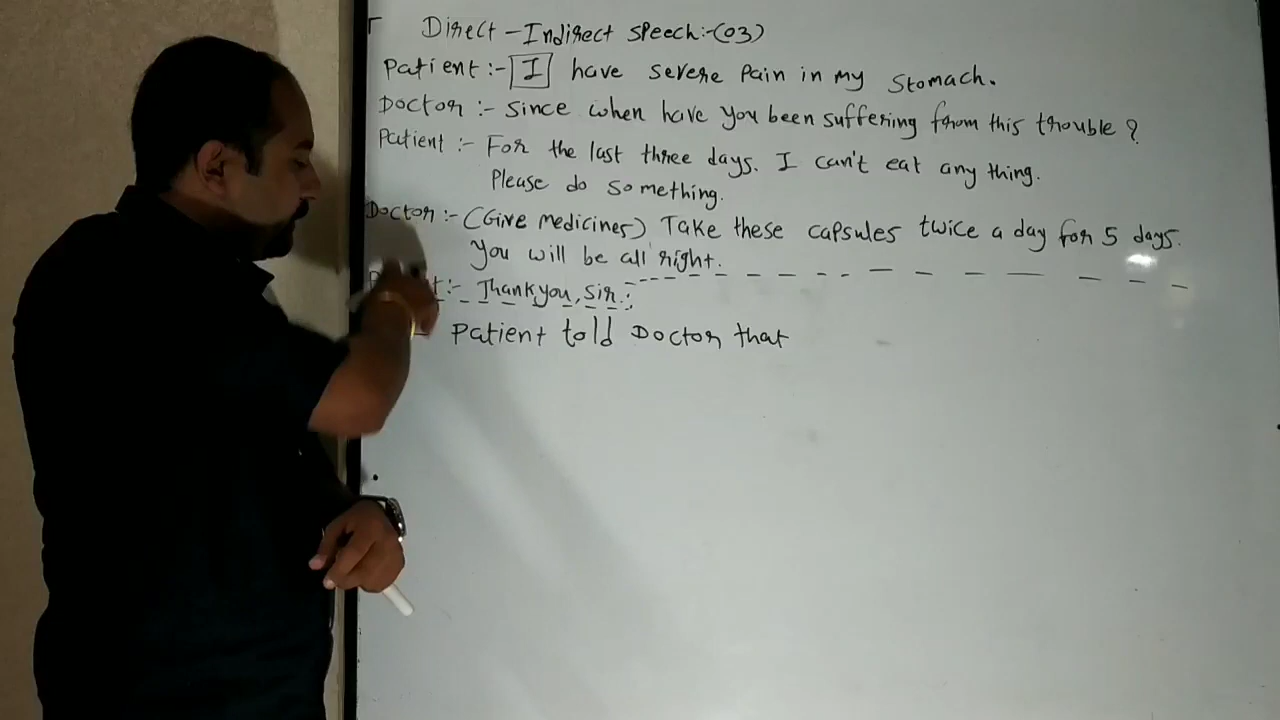 Direct - Indirect speech:-(03)
Patient :- I have severe Pain in my Stomach.
Doctor :- Since when have you been suffering from this trouble ?
Patient :- For the last three days. I can't eat any thing.
Please do something.
Doctor :- (Give medicines) Take these capsules twice a day for 5 days.
You will be all right.
:- Thank you, Sir.
Patient told Doctor that